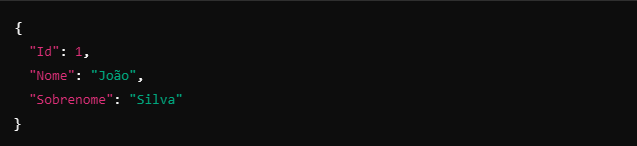 {
"Id": 1,
"Nome": "João",
"Sobrenome": "Silva"
}